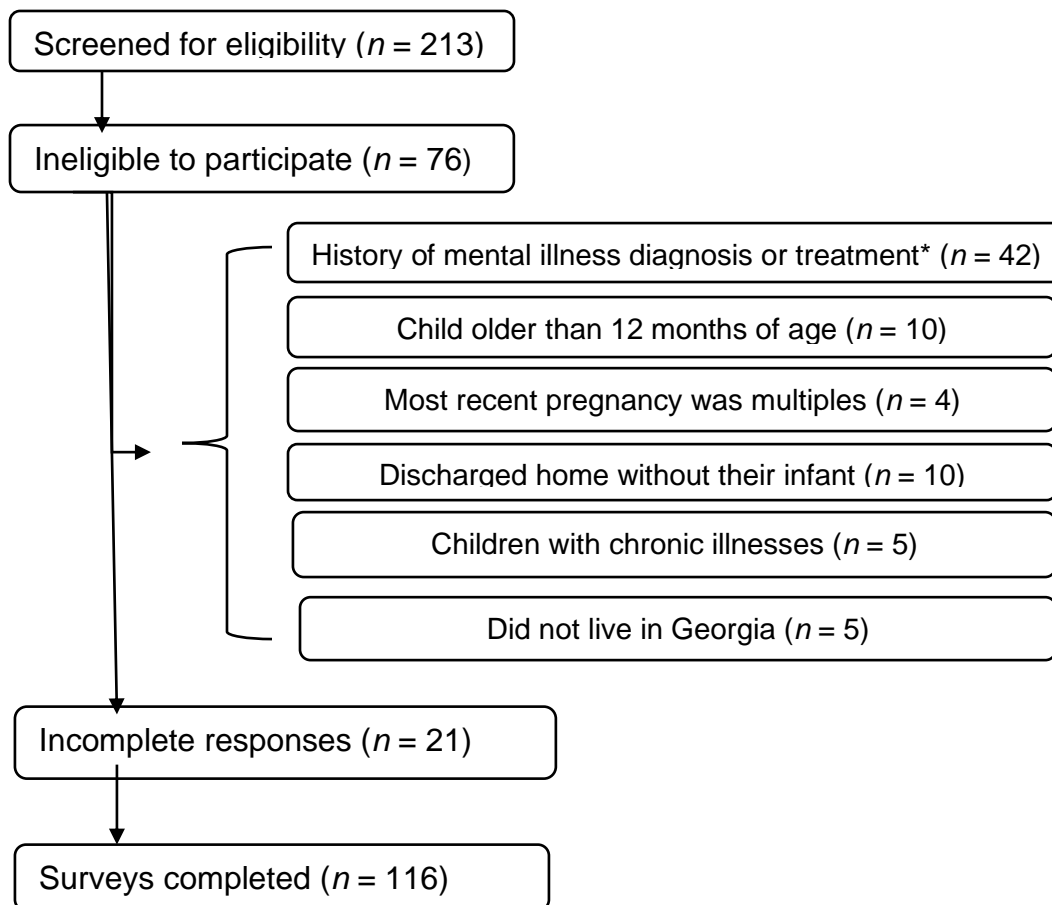 Screened for eligibility (n = 213)
Ineligible to participate (n = 76)
History of mental illness diagnosis or treatment* (n = 42)
Child older than 12 months of age (n = 10)
Most recent pregnancy was multiples (n = 4)
Discharged home without their infant (n = 10)
Children with chronic illnesses (n = 5)
Did not live in Georgia (n = 5)
Incomplete responses (n = 21)
Surveys completed (n = 116)